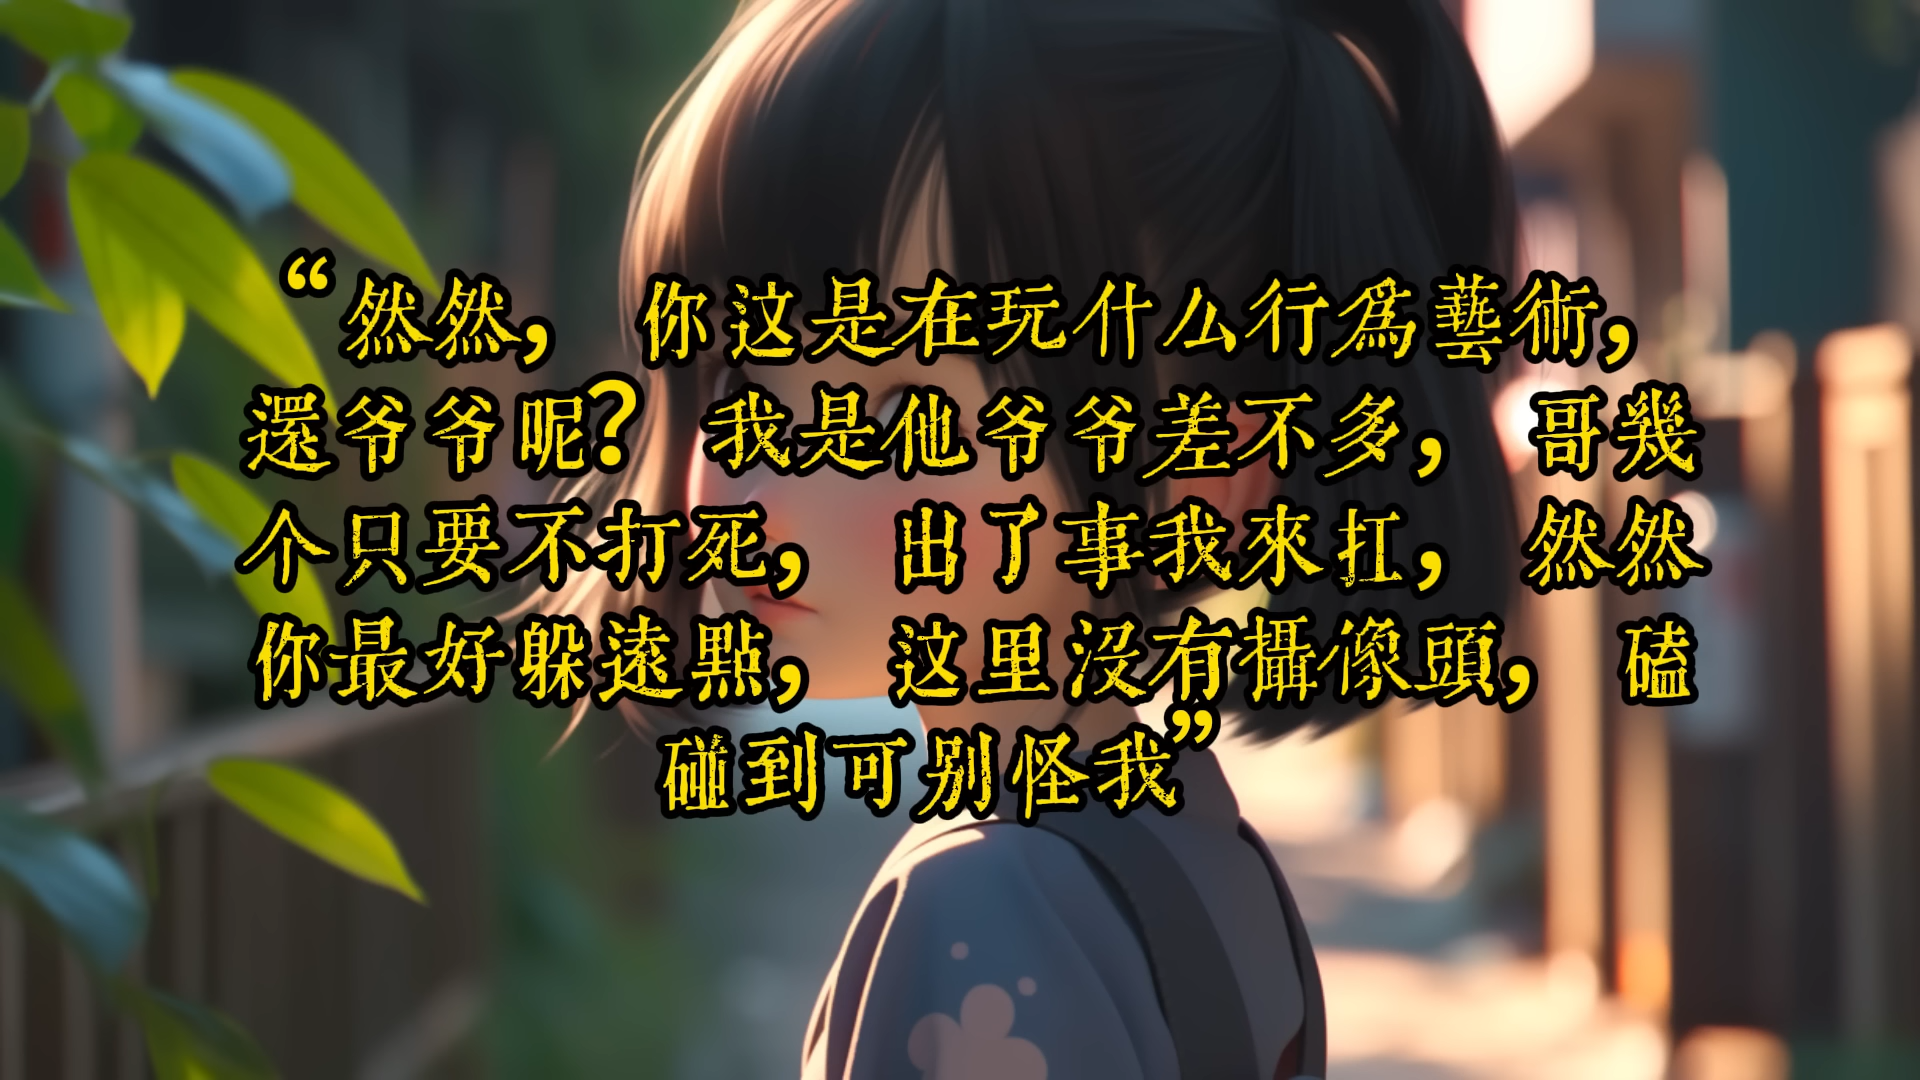 “然然，你这是在玩什么行爲藝術，
還爷爷呢？我是他爷爷差不多，哥幾
个只要不打死，出了事我來扛，然然
你最好躲遠點，这里沒有攝像頭，磕
碰到可别怪我”